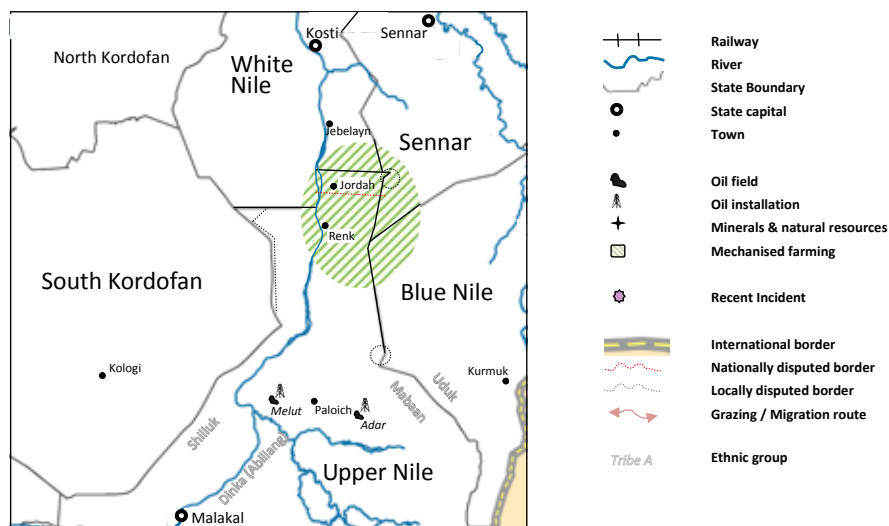 Kosti
Sennar
North Kordofan
White
Nile
Jebelayn
Sennar
Jordah
Renk
South Kordofan
Blue Nile
Kologi
Kurmuk
Uduk
Mabaan
Melut
Paloich
Adar
Shilluk
Dinka (Abiliang)
Upper Nile
Malakal
Railway
River
State Boundary
State capital
Town
Oil field
Oil installation
Minerals & natural resources
Mechanised farming
Recent Incident
International border
Nationally disputed border
Locally disputed border
Grazing / Migration route
Tribe A
Ethnic group